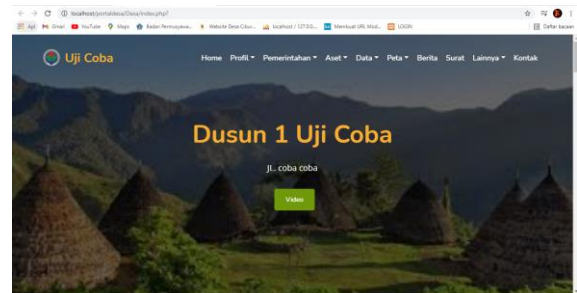 localhost/portaldesa/Desa/index.php?
Apl Gmail YouTube Maps Badan Permusyawa... Website Desa Cibur... localhost / 127.0.0... Membuat URL Mod... LOGIN Daftar bacaan
Uji Coba Home Profil Pemerintahan Aset Data Peta Berita Surat Lainnya Kontak
Dusun 1 Uji Coba
JL. coba coba
Video